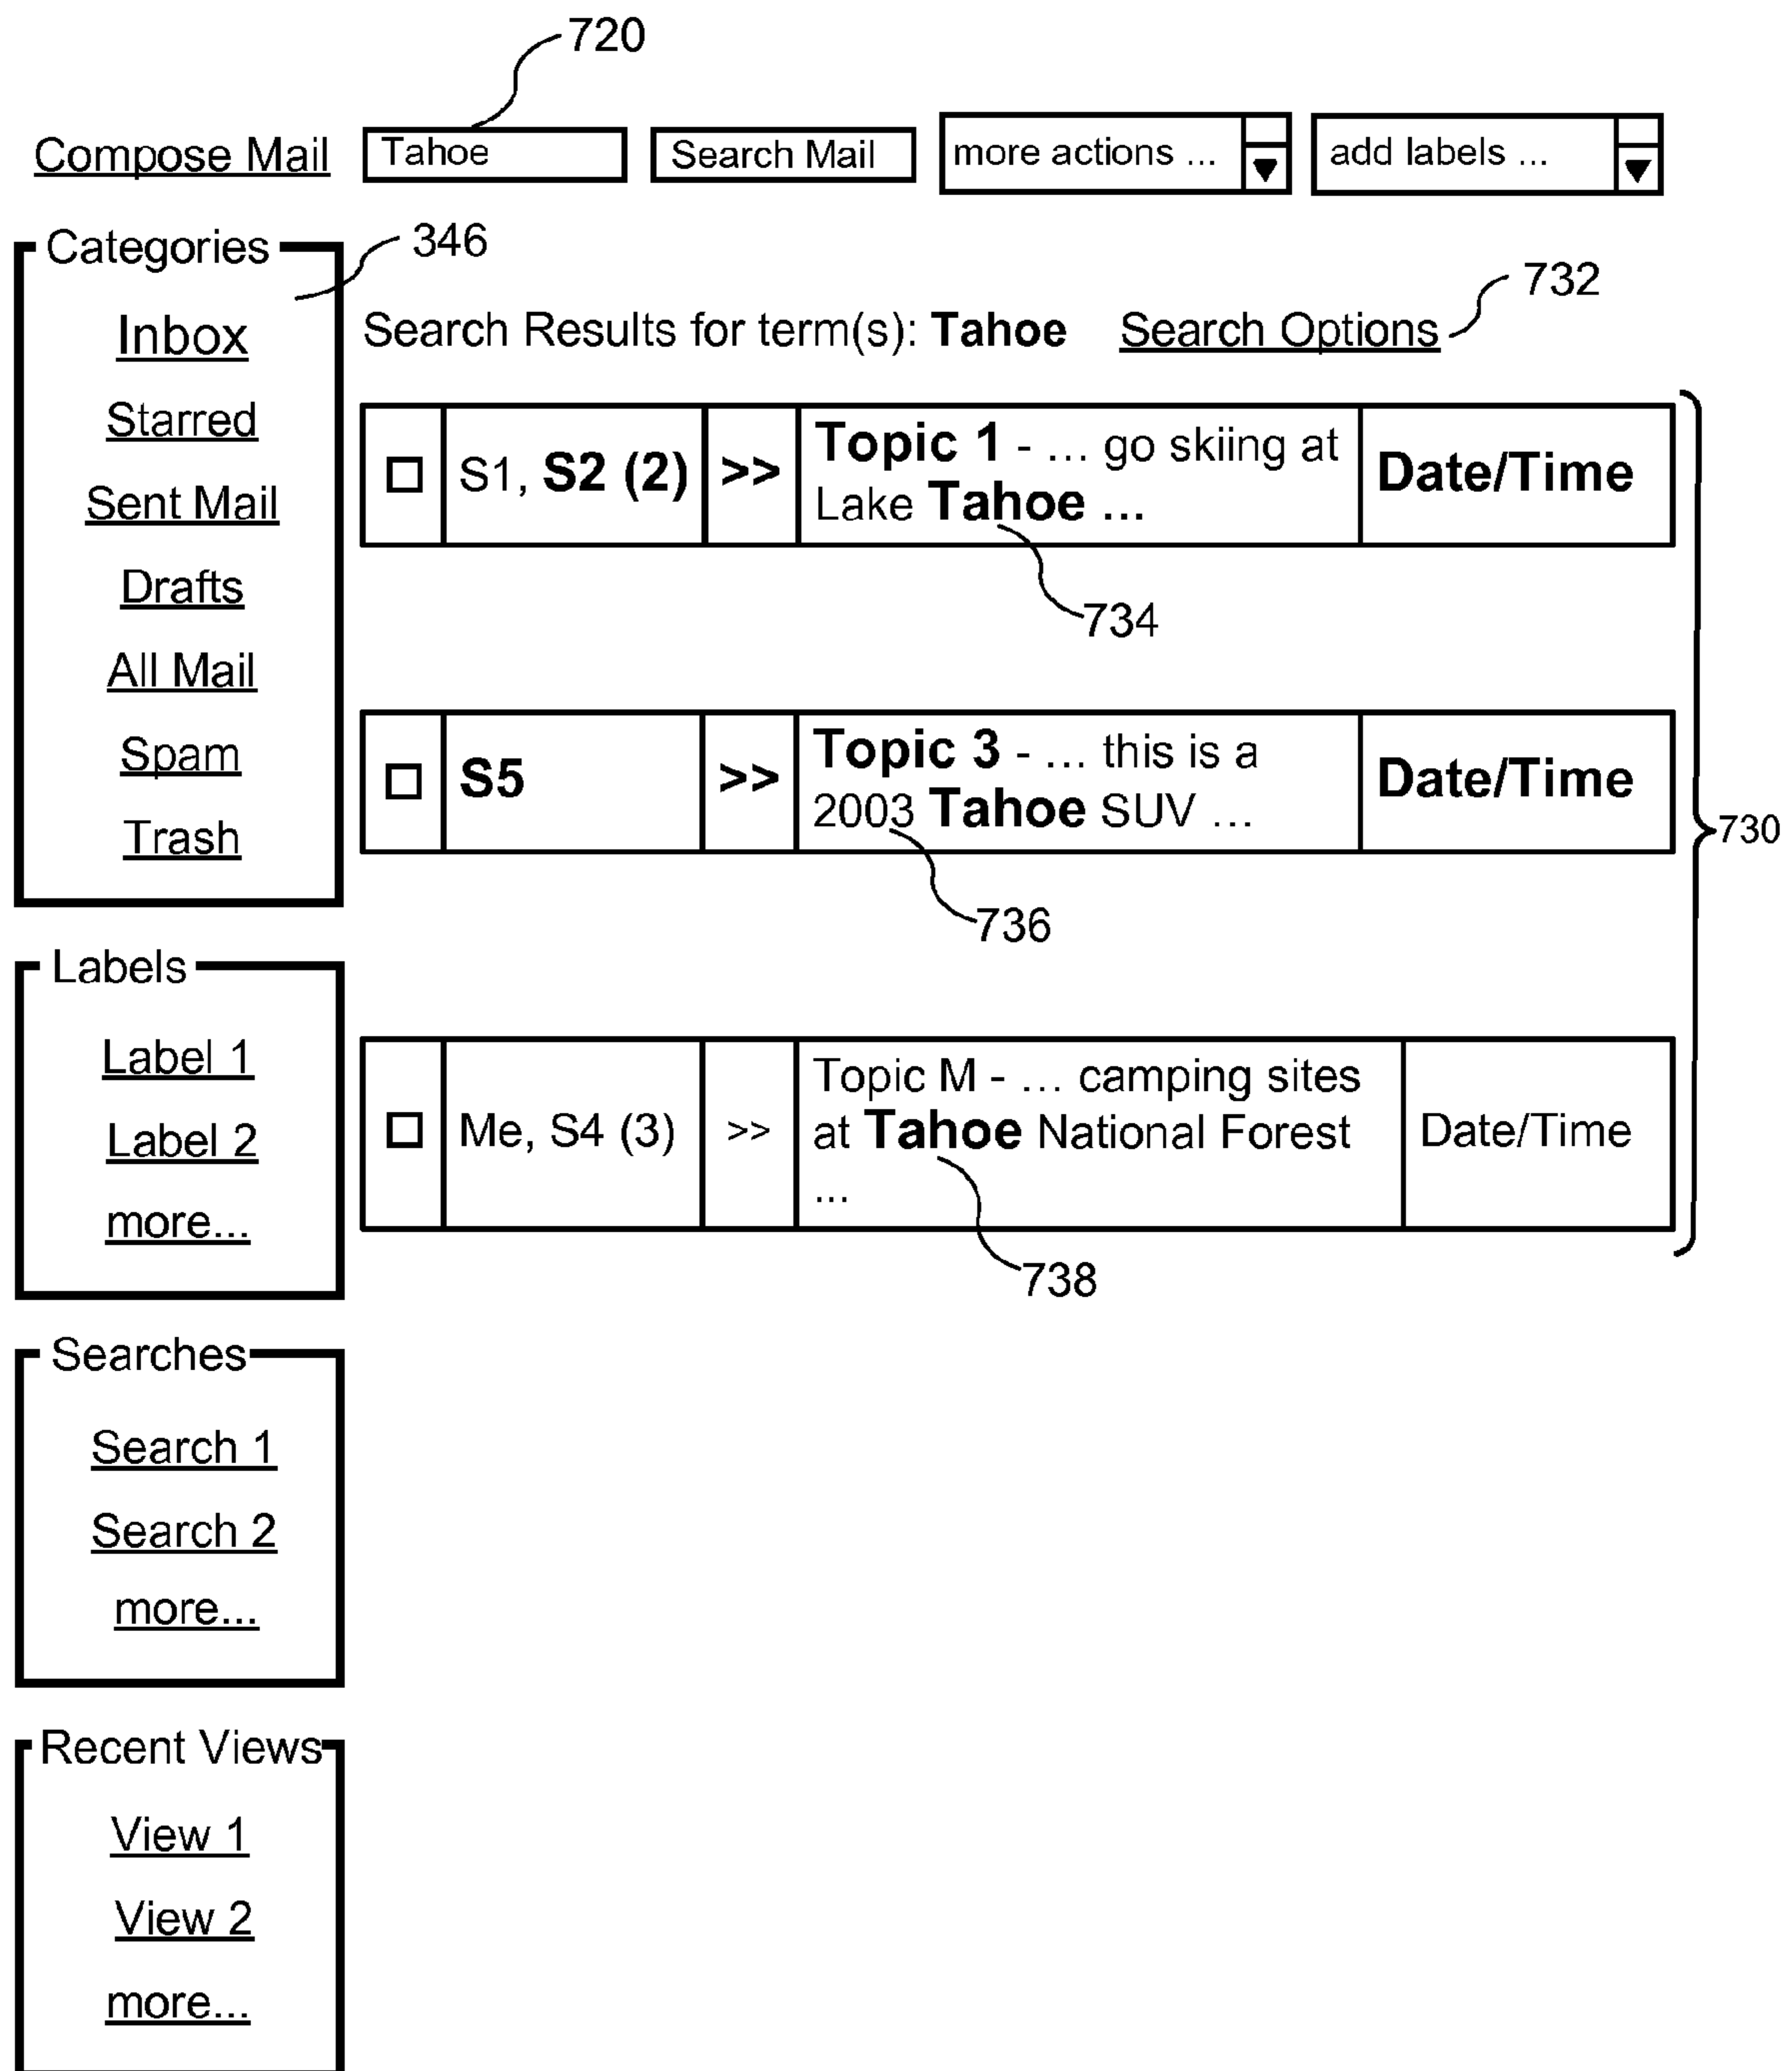 720
Compose Mail Tahoe Search Mail more actions ... add labels ...
Categories
346
Inbox
Starred
Sent Mail
Drafts
All Mail
Spam
Trash
Search Results for term(s): Tahoe Search Options
732
S1, S2 (2) >> Topic 1 - ... go skiing at
Lake Tahoe ...
Date/Time
734
S5 >> Topic 3 - ... this is a
2003 Tahoe SUV ...
Date/Time
736
730
Labels
Label 1
Label 2
more...
Me, S4 (3) >> Topic M - ... camping sites
at Tahoe National Forest
...
Date/Time
738
Searches
Search 1
Search 2
more...
Recent Views
View 1
View 2
more...